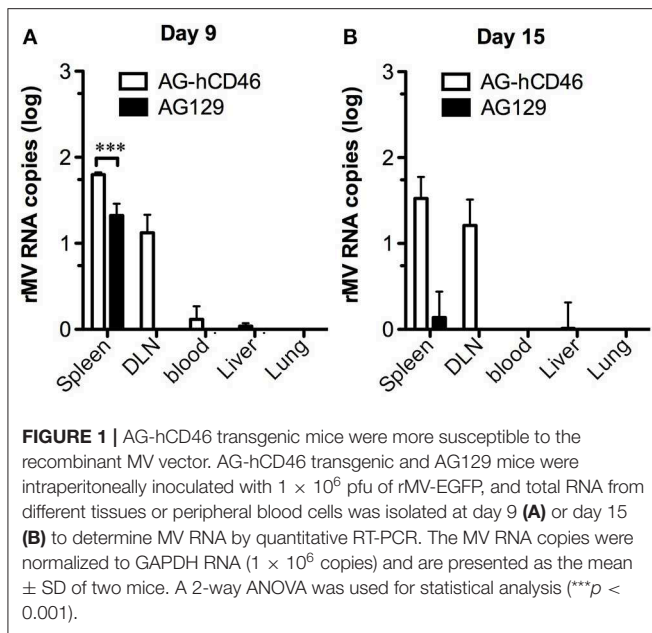 A
Day 9
rMV RNA copies (log)
3
2
1
0
AG-hCD46
AG129
***
Spleen
DLN
blood
Liver
Lung
B
Day 15
rMV RNA copies (log)
3
2
1
0
AG-hCD46
AG129
Spleen
DLN
blood
Liver
Lung
FIGURE 1 | AG-hCD46 transgenic mice were more susceptible to the
recombinant MV vector. AG-hCD46 transgenic and AG129 mice were
intraperitoneally inoculated with 1 × 10⁶ pfu of rMV-EGFP, and total RNA from
different tissues or peripheral blood cells was isolated at day 9 (A) or day 15
(B) to determine MV RNA by quantitative RT-PCR. The MV RNA copies were
normalized to GAPDH RNA (1 × 10⁶ copies) and are presented as the mean
± SD of two mice. A 2-way ANOVA was used for statistical analysis (***p <
0.001).